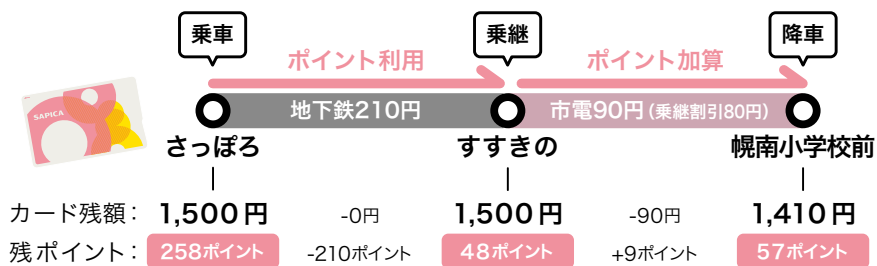 乗車 乗継 降車
ポイント利用 ポイント加算
地下鉄210円 市電90円(乗継割引80円)
SAPICA
さっぽろ すすきの 幌南小学校前
カード残額: 1,500円 -0円 1,500円 -90円 1,410円
残ポイント: 258ポイント -210ポイント 48ポイント +9ポイント 57ポイント